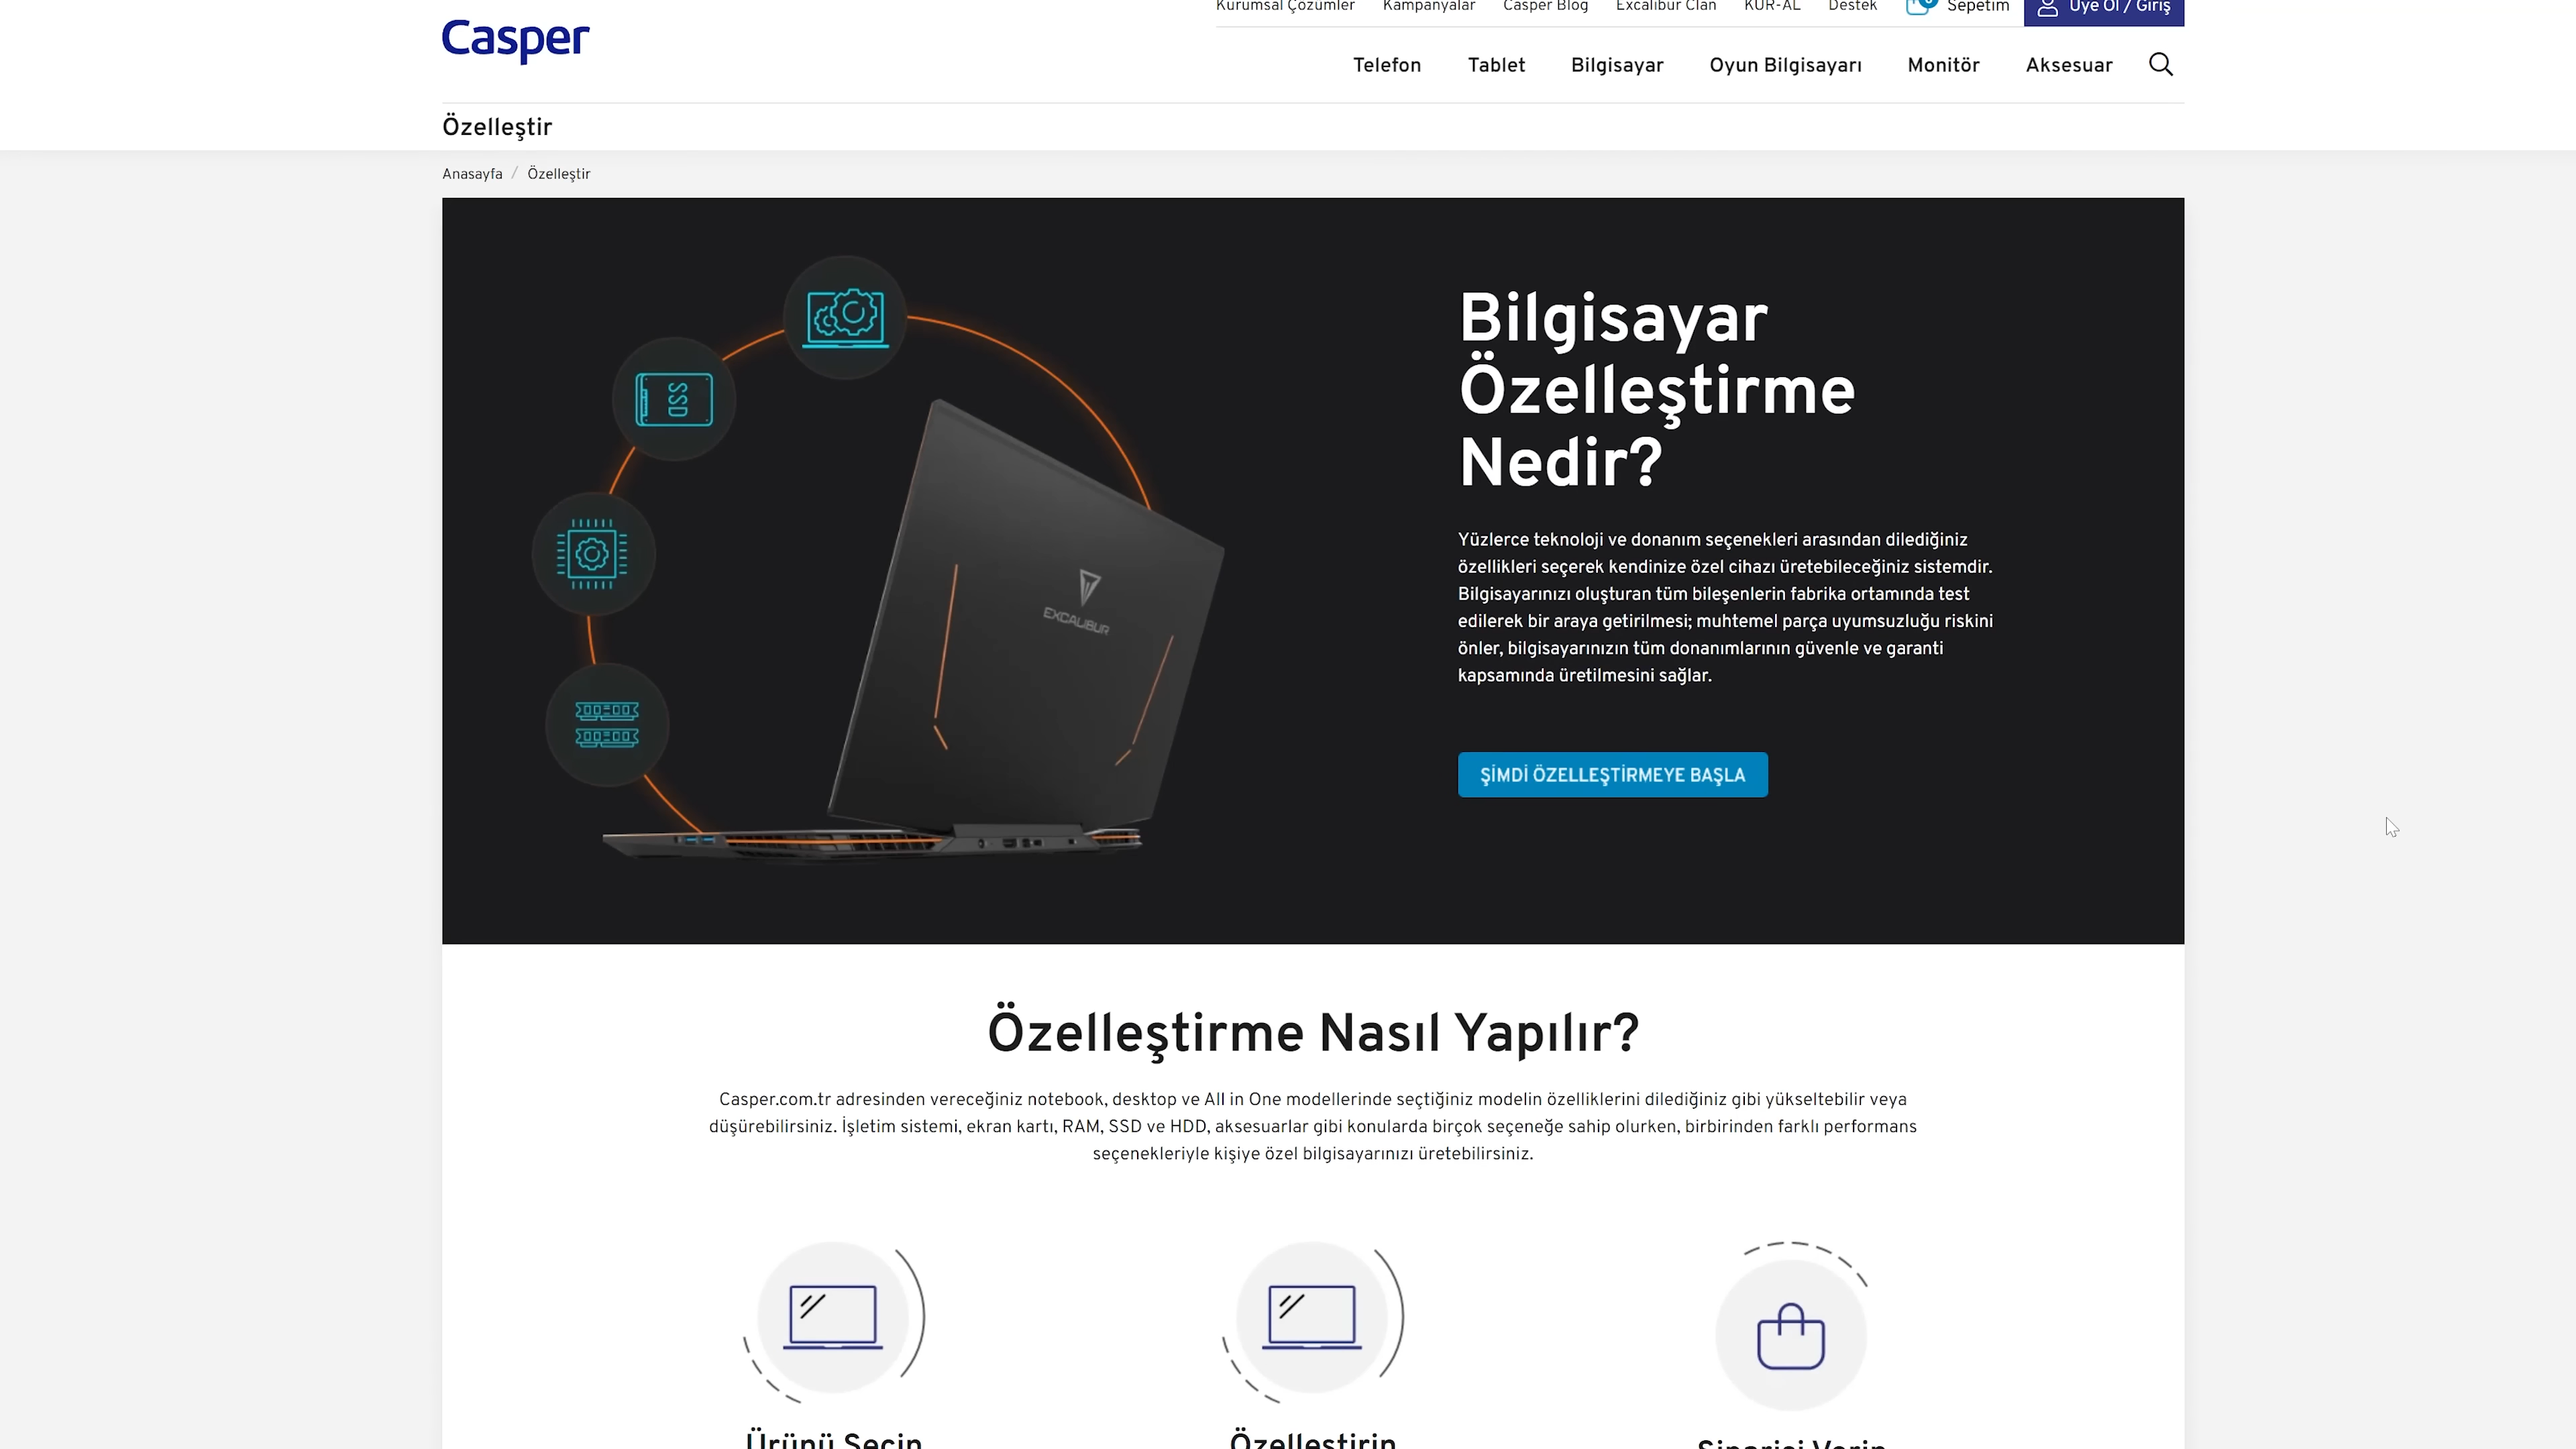 Kurumsal Çözümler Kampanyalar Casper Blog Excalibur Clan KUR-AL Destek Sepetim Üye Ol / Giriş
Casper
Telefon Tablet Bilgisayar Oyun Bilgisayarı Monitör Aksesuar
Özelleştir
Anasayfa / Özelleştir
SSD
EXCALIBUR
Bilgisayar
Özelleştirme
Nedir?
Yüzlerce teknoloji ve donanım seçenekleri arasından dilediğiniz
özellikleri seçerek kendinize özel cihazı üretebileceğiniz sistemdir.
Bilgisayarınızı oluşturan tüm bileşenlerin fabrika ortamında test
edilerek bir araya getirilmesi; muhtemel parça uyumsuzluğu riskini
önler, bilgisayarınızın tüm donanımlarının güvenle ve garanti
kapsamında üretilmesini sağlar.
ŞİMDİ ÖZELLEŞTİRMEYE BAŞLA
Özelleştirme Nasıl Yapılır?
Casper.com.tr adresinden vereceğiniz notebook, desktop ve All in One modellerinde seçtiğiniz modelin özelliklerini dilediğiniz gibi yükseltebilir veya
düşürebilirsiniz. İşletim sistemi, ekran kartı, RAM, SSD ve HDD, aksesuarlar gibi konularda birçok seçeneğe sahip olurken, birbirinden farklı performans
seçenekleriyle kişiye özel bilgisayarınızı üretebilirsiniz.
Ürünü Seçin Özelleştirin Siparişi Verin